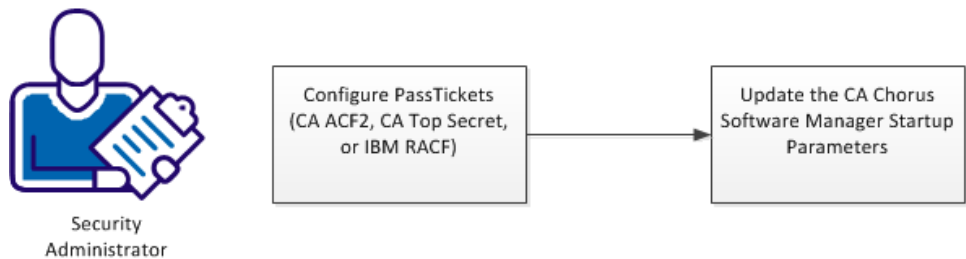 Security
Administrator
Configure PassTickets
(CA ACF2, CA Top Secret,
or IBM RACF)
Update the CA Chorus
Software Manager Startup
Parameters